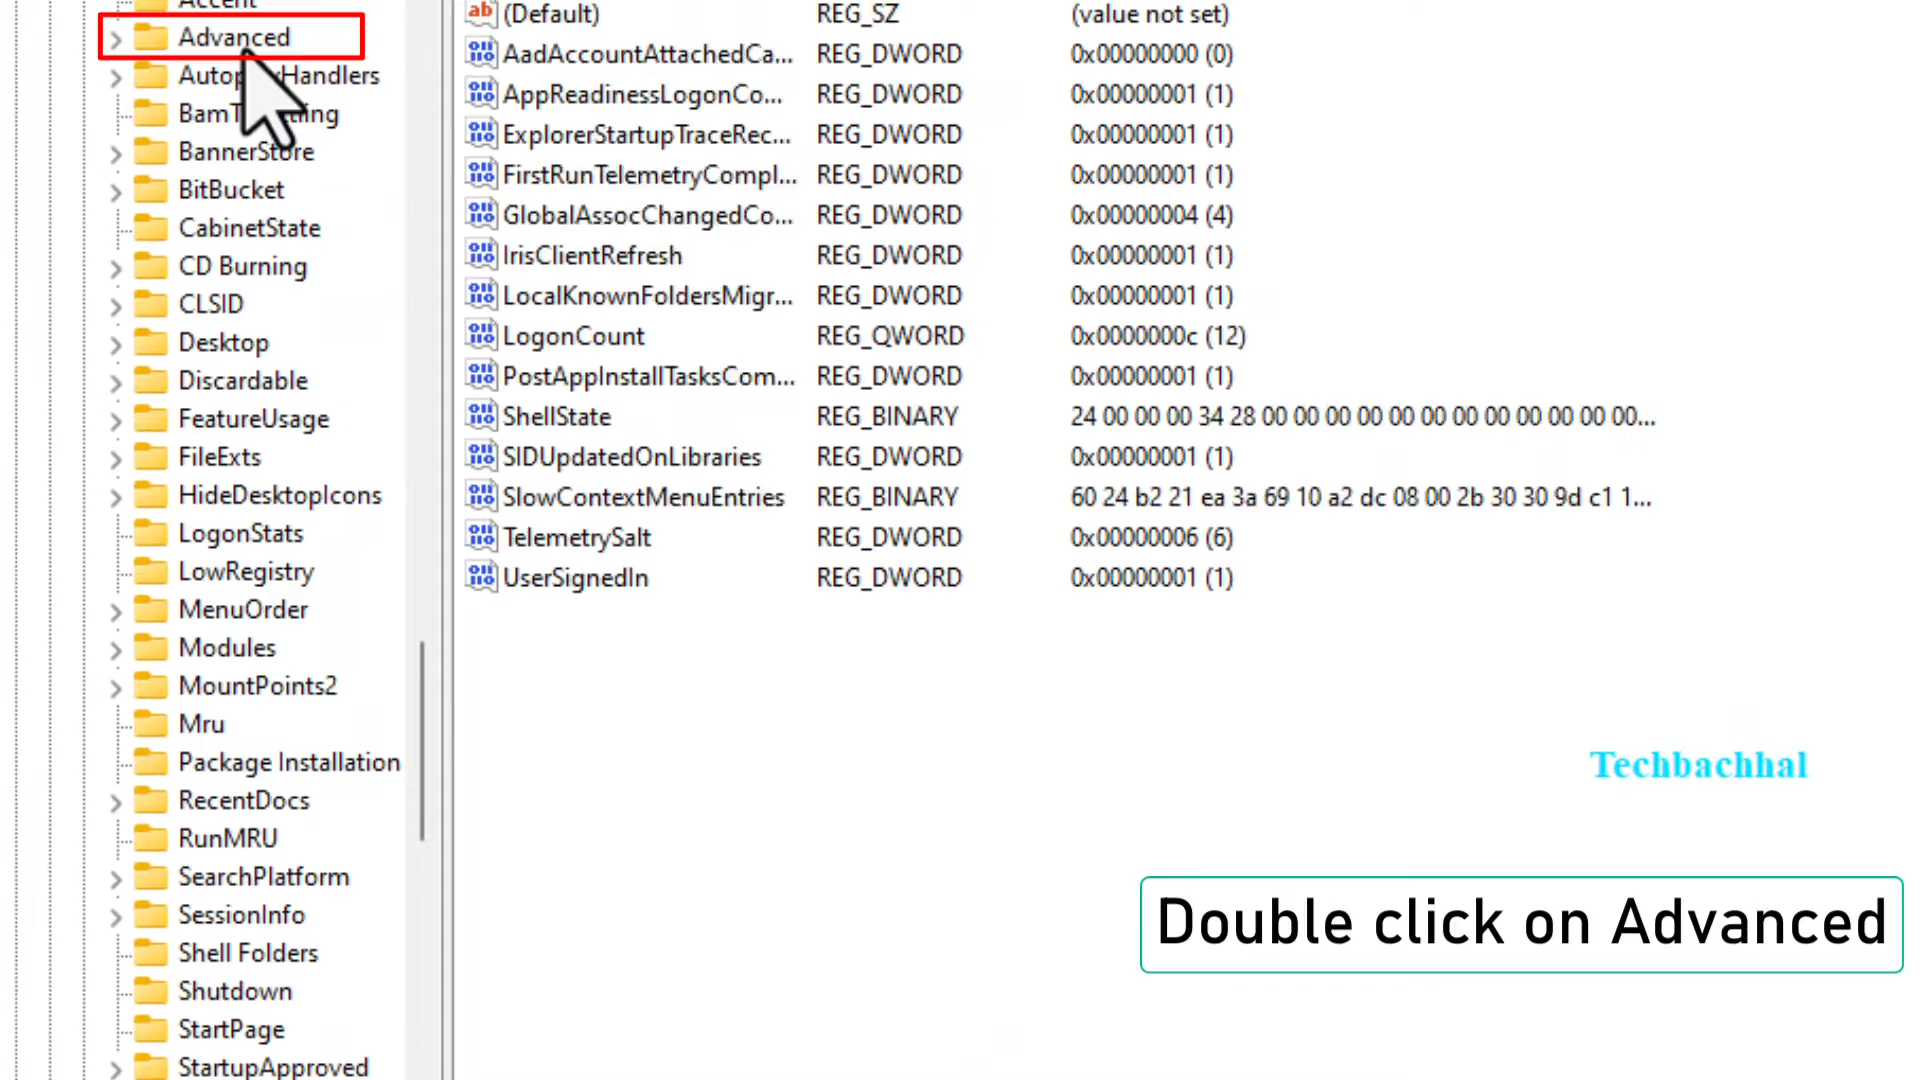 Accent
Advanced
BannerStore
BitBucket
CabinetState
CD Burning
CLSID
Desktop
Discardable
FeatureUsage
FileExts
HideDesktopIcons
LogonStats
LowRegistry
MenuOrder
Modules
MountPoints2
Mru
Package Installation
RecentDocs
RunMRU
SearchPlatform
SessionInfo
Shell Folders
Shutdown
StartPage
StartupApproved
(Default) REG_SZ (value not set)
AadAccountAttachedCa... REG_DWORD 0x00000000 (0)
AppReadinessLogonCo... REG_DWORD 0x00000001 (1)
ExplorerStartupTraceRec... REG_DWORD 0x00000001 (1)
FirstRunTelemetryCompl... REG_DWORD 0x00000001 (1)
GlobalAssocChangedCo... REG_DWORD 0x00000004 (4)
IrisClientRefresh REG_DWORD 0x00000001 (1)
LocalKnownFoldersMigr... REG_DWORD 0x00000001 (1)
LogonCount REG_QWORD 0x0000000c (12)
PostAppInstallTasksCom... REG_DWORD 0x00000001 (1)
ShellState REG_BINARY 24 00 00 00 34 28 00 00 00 00 00 00 00 00 00 00 00 00...
SIDUpdatedOnLibraries REG_DWORD 0x00000001 (1)
SlowContextMenuEntries REG_BINARY 60 24 b2 21 ea 3a 69 10 a2 dc 08 00 2b 30 30 9d c1 1...
TelemetrySalt REG_DWORD 0x00000006 (6)
UserSignedIn REG_DWORD 0x00000001 (1)
Techbachhal
Double click on Advanced